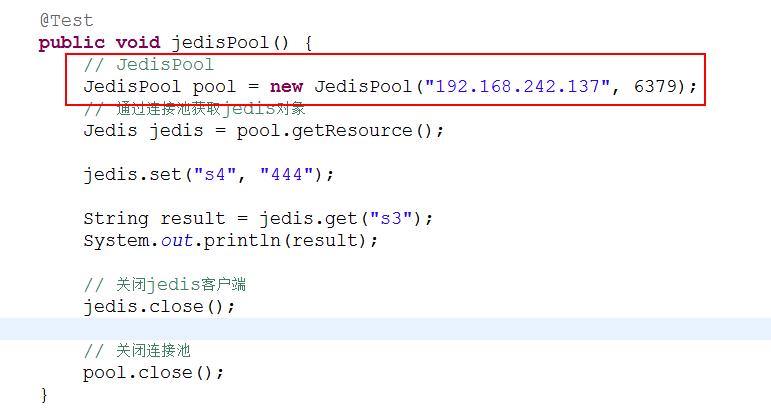 @Test
public void jedisPool() {
// JedisPool
JedisPool pool = new JedisPool("192.168.242.137", 6379);
// 通过连接池获取jedis对象
Jedis jedis = pool.getResource();
jedis.set("s4", "444");
String result = jedis.get("s3");
System.out.println(result);
// 关闭jedis客户端
jedis.close();
// 关闭连接池
pool.close();
}